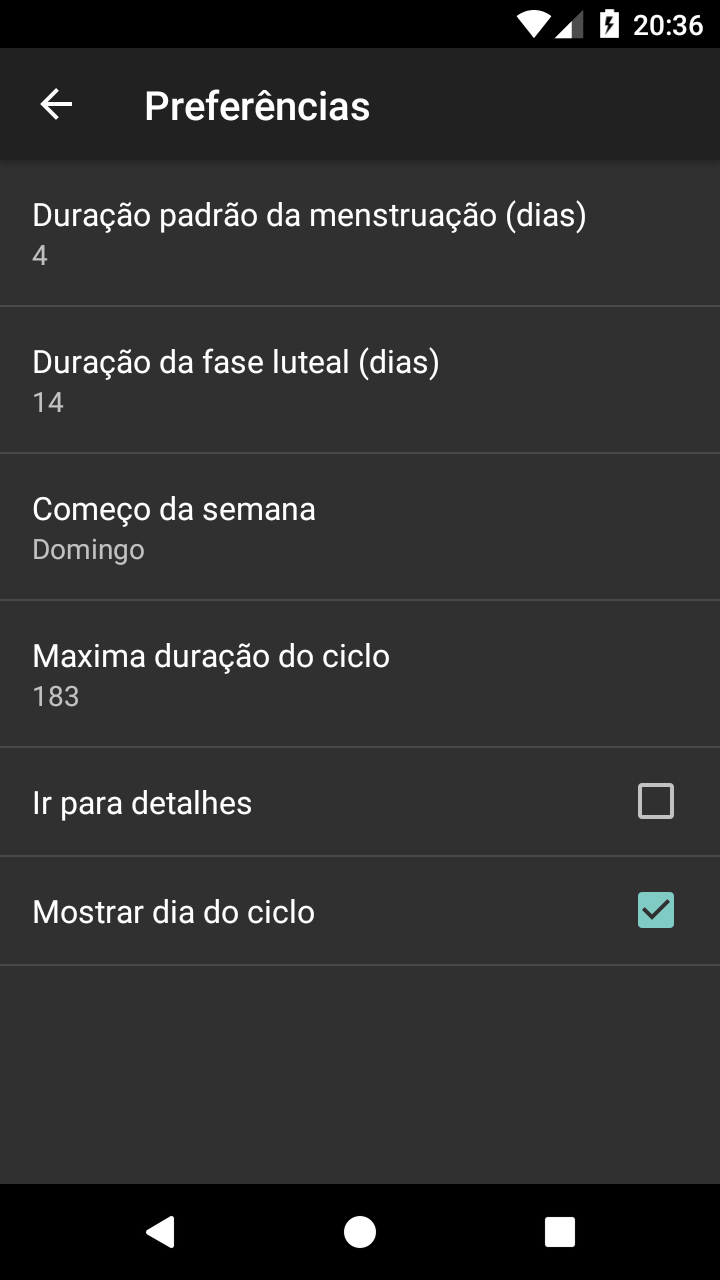 20:36
Preferências
Duração padrão da menstruação (dias)
4
Duração da fase luteal (dias)
14
Começo da semana
Domingo
Maxima duração do ciclo
183
Ir para detalhes
Mostrar dia do ciclo